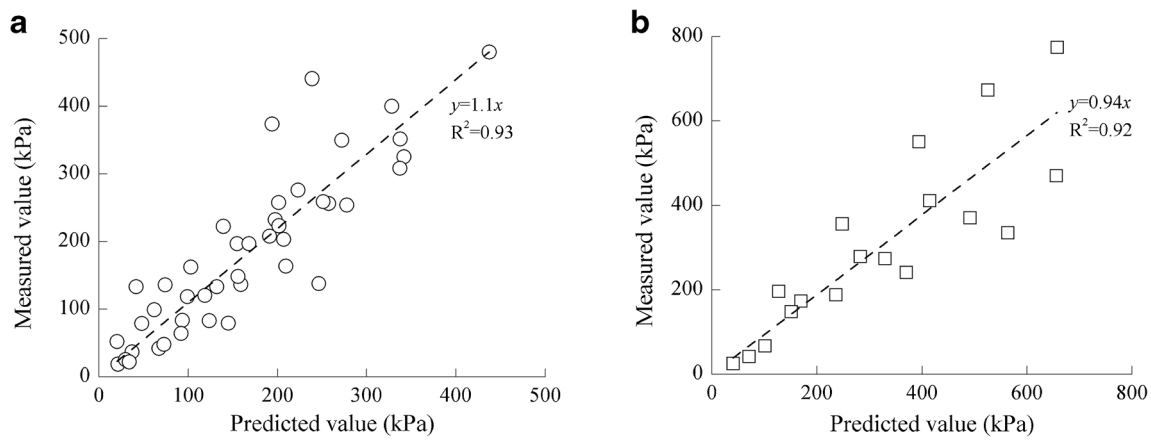 a
500
400
300
200
100
0
0 100 200 300 400 500
Measured value (kPa)
Predicted value (kPa)
y=1.1x
R²=0.93
b
800
600
400
200
0
0 200 400 600 800
Measured value (kPa)
Predicted value (kPa)
y=0.94x
R²=0.92